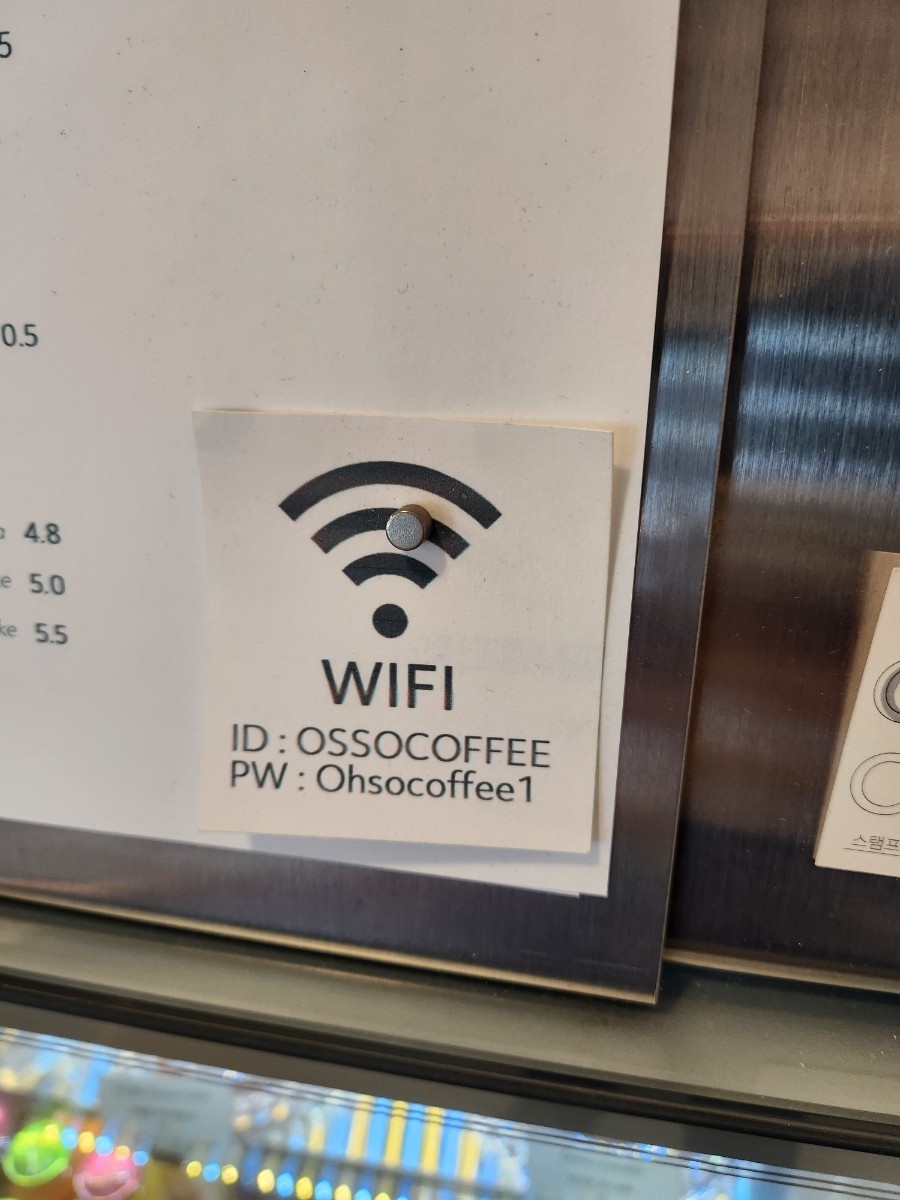 5
0.5
4.8
5.0
5.5
WIFI
ID : OSSOCOFFEE
PW : Ohsocoffee1
스탬프